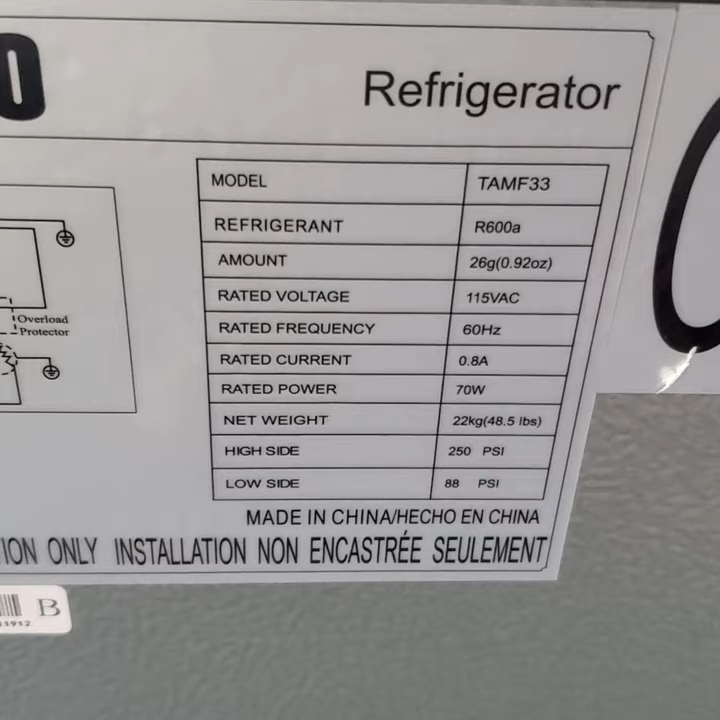 Refrigerator
MODEL TAMF33
REFRIGERANT R600a
AMOUNT 26g(0.92oz)
RATED VOLTAGE 115VAC
RATED FREQUENCY 60Hz
RATED CURRENT 0.8A
RATED POWER 70W
NET WEIGHT 22kg(48.5 lbs)
HIGH SIDE 250 PSI
LOW SIDE 88 PSI
Overload
Protector
MADE IN CHINA/HECHO EN CHINA
ONLY INSTALLATION NON ENCASTRÉE SEULEMENT
B